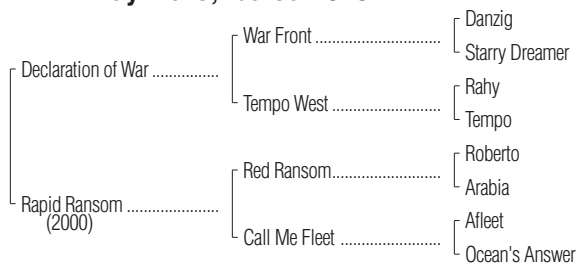 Danzig
War Front ........................
Starry Dreamer
Declaration of War ...............
Rahy
Tempo West ........................
Tempo
Roberto
Red Ransom........................
Arabia
Rapid Ransom ....................
(2000)
Afleet
Call Me Fleet ......................
Ocean's Answer